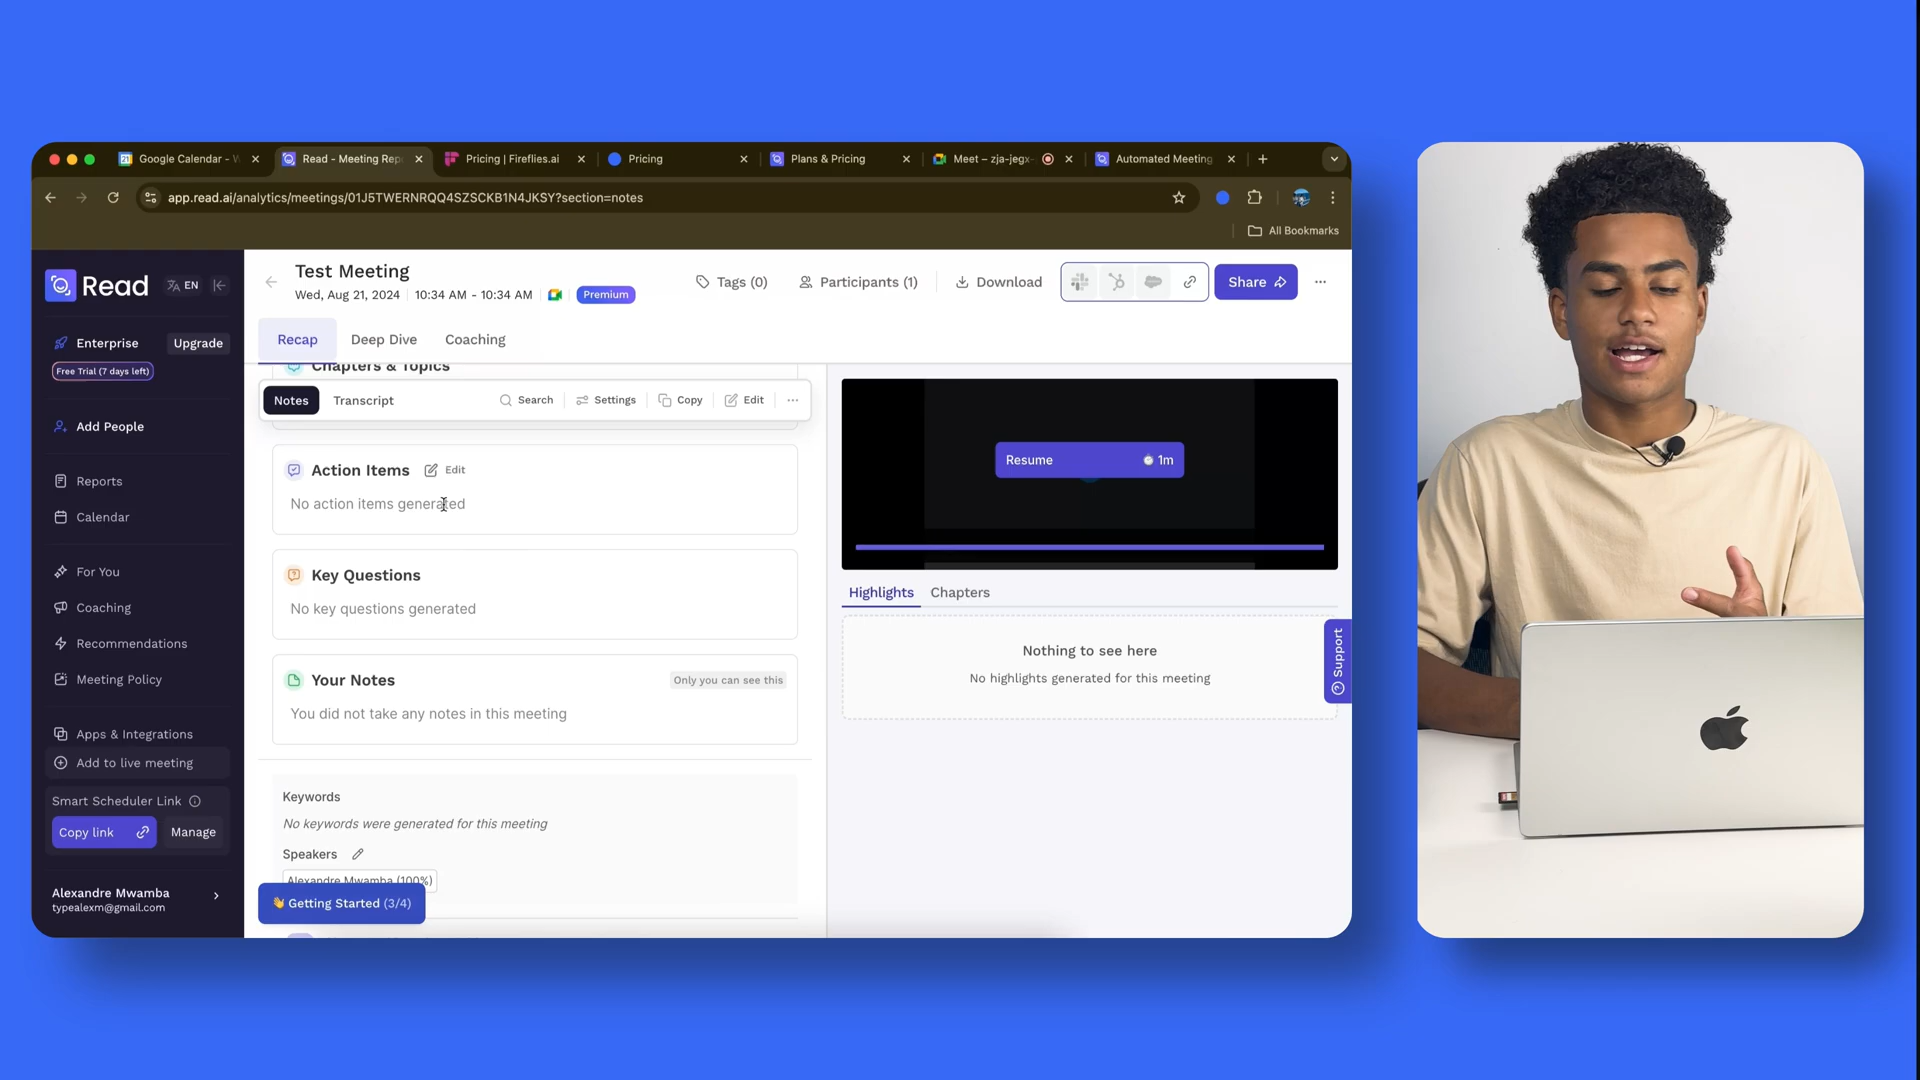 Google Calendar - W
Read - Meeting Rep
Pricing | Fireflies.ai
Pricing
Plans & Pricing
Meet – zja-jegx-
Automated Meeting
app.read.ai/analytics/meetings/01J5TWERNRQQ4SZSCKB1N4JKSY?section=notes
All Bookmarks
Read
EN
Enterprise
Upgrade
Free Trial (7 days left)
Add People
Reports
Calendar
For You
Coaching
Recommendations
Meeting Policy
Apps & Integrations
Add to live meeting
Smart Scheduler Link
Copy link
Manage
Alexandre Mwamba
typealexm@gmail.com
Test Meeting
Wed, Aug 21, 2024 | 10:34 AM - 10:34 AM
Premium
Tags (0)
Participants (1)
Download
Share
Recap
Deep Dive
Coaching
Chapters & Topics
Notes
Transcript
Search
Settings
Copy
Edit
Action Items
Edit
No action items generated
Key Questions
No key questions generated
Your Notes
Only you can see this
You did not take any notes in this meeting
Keywords
No keywords were generated for this meeting
Speakers
Alexandre Mwamba (100%)
👋 Getting Started (3/4)
Resume
1m
Highlights
Chapters
Nothing to see here
No highlights generated for this meeting
Support